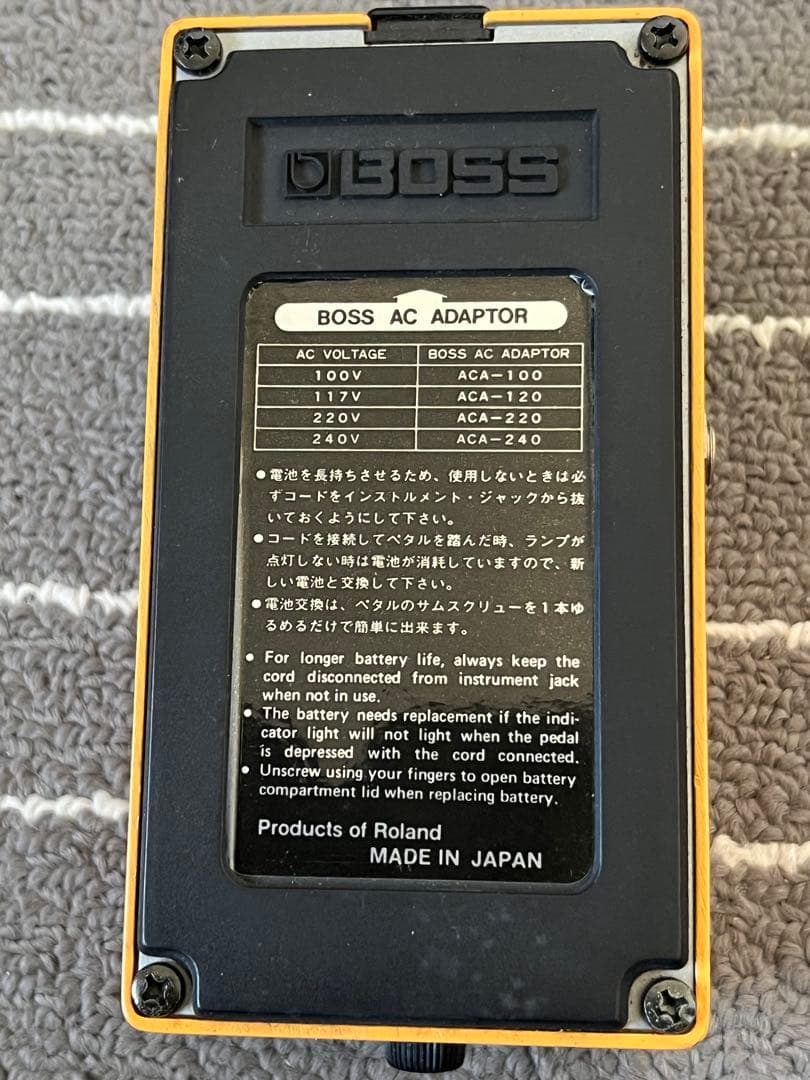 BOSS
BOSS AC ADAPTOR
AC VOLTAGE BOSS AC ADAPTOR
100V ACA-100
117V ACA-120
220V ACA-220
240V ACA-240
●電池を長持ちさせるため、使用しないときは必
ずコードをインストルメント・ジャックから抜
いておくようにして下さい。
●コードを接続してペタルを踏んだ時、ランプが
点灯しない時は電池が消耗していますので、新
しい電池と交換して下さい。
●電池交換は、ペタルのサムスクリューを1本ゆ
るめるだけで簡単に出来ます。
● For longer battery life, always keep the
cord disconnected from instrument jack
when not in use.
● The battery needs replacement if the indi-
cator light will not light when the pedal
is depressed with the cord connected.
● Unscrew using your fingers to open battery
compartment lid when replacing battery.
Products of Roland
MADE IN JAPAN